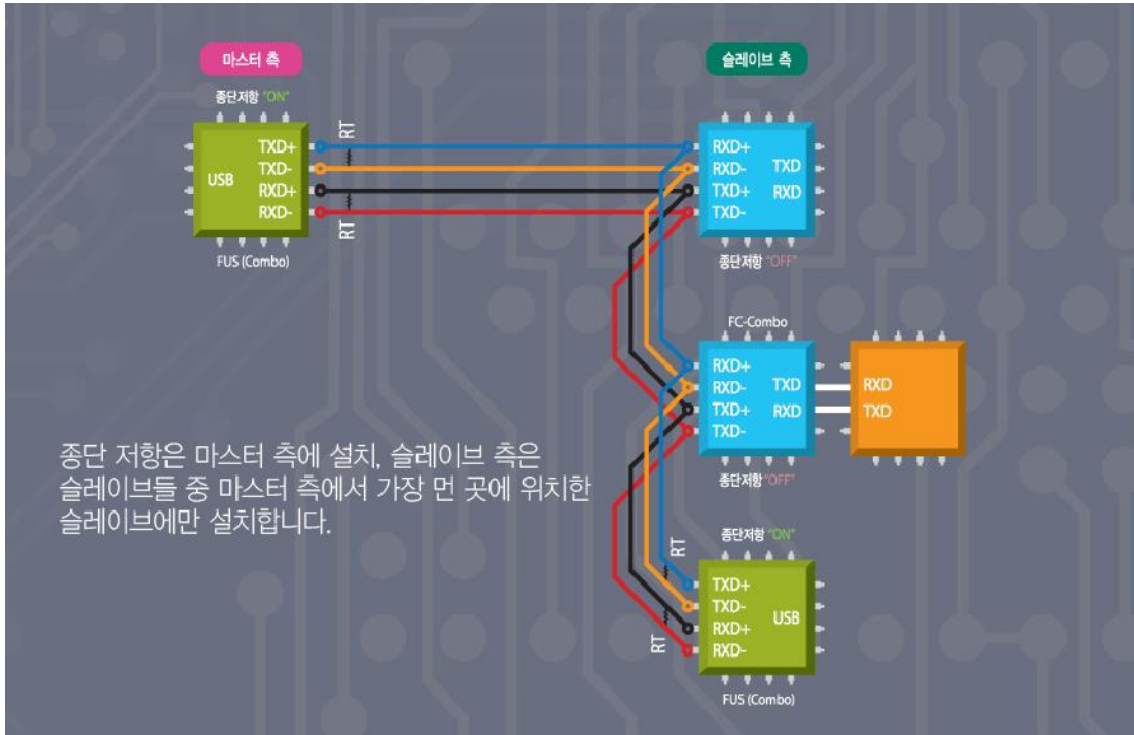 마스터 측
슬레이브 측
종단저항 "ON"
RT
TXD+
TXD-
RXD+
RXD-
USB
RT
FUS (Combo)
RXD+
RXD-
TXD+
TXD-
TXD
RXD
종단저항 "OFF"
FC-Combo
RXD+
RXD-
TXD+
TXD-
TXD
RXD
RXD
TXD
종단저항 "OFF"
종단 저항은 마스터 측에 설치, 슬레이브 측은
슬레이브들 중 마스터 측에서 가장 먼 곳에 위치한
슬레이브에만 설치합니다.
종단저항 "ON"
RT
TXD+
TXD-
RXD+
RXD-
USB
RT
FUS (Combo)